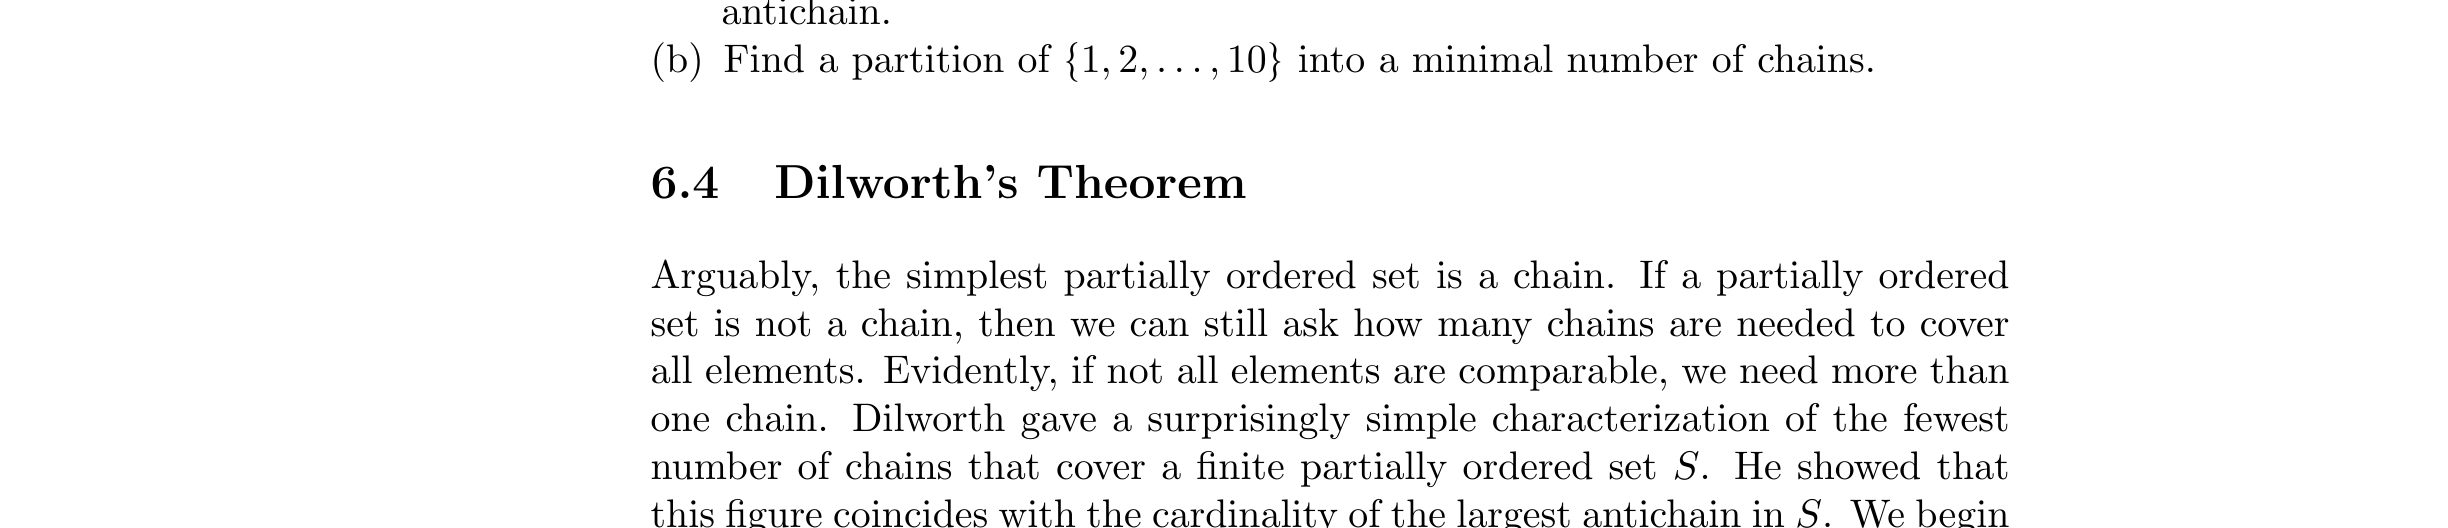 antichain.
(b) Find a partition of {1, 2, . . . , 10} into a minimal number of chains.
6.4 Dilworth's Theorem
Arguably, the simplest partially ordered set is a chain. If a partially ordered
set is not a chain, then we can still ask how many chains are needed to cover
all elements. Evidently, if not all elements are comparable, we need more than
one chain. Dilworth gave a surprisingly simple characterization of the fewest
number of chains that cover a finite partially ordered set S. He showed that
this figure coincides with the cardinality of the largest antichain in S. We begin